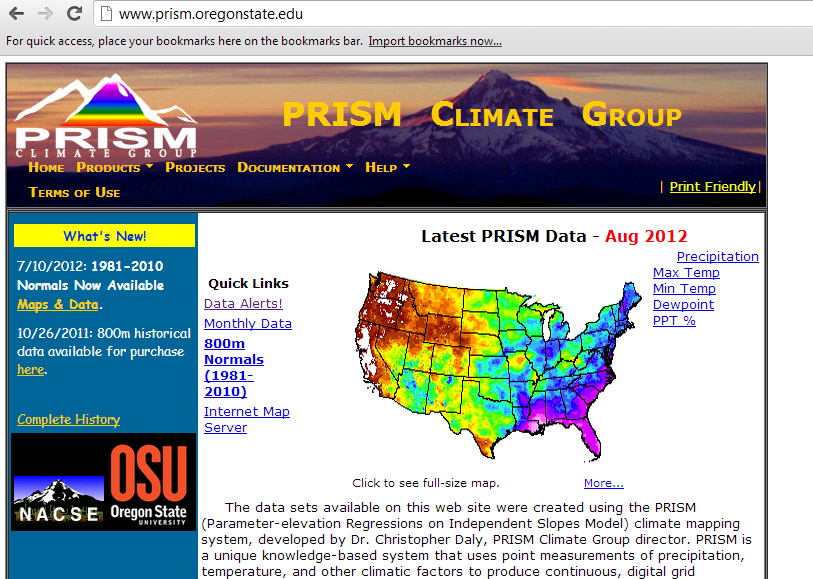 www.prism.oregonstate.edu
For quick access, place your bookmarks here on the bookmarks bar. Import bookmarks now...
PRISM
CLIMATE GROUP
PRISM Climate Group
Home Products Projects Documentation Help
Terms of Use
| Print Friendly |
What's New!
7/10/2012: 1981-2010
Normals Now Available
Maps & Data.
10/26/2011: 800m historical
data available for purchase
here.
Complete History
NACSE
OSU
Oregon State
UNIVERSITY
Quick Links
Data Alerts!
Monthly Data
800m
Normals
(1981-
2010)
Internet Map
Server
Latest PRISM Data - Aug 2012
Precipitation
Max Temp
Min Temp
Dewpoint
PPT %
Click to see full-size map.
More...
The data sets available on this web site were created using the PRISM
(Parameter-elevation Regressions on Independent Slopes Model) climate mapping
system, developed by Dr. Christopher Daly, PRISM Climate Group director. PRISM is
a unique knowledge-based system that uses point measurements of precipitation,
temperature, and other climatic factors to produce continuous, digital grid